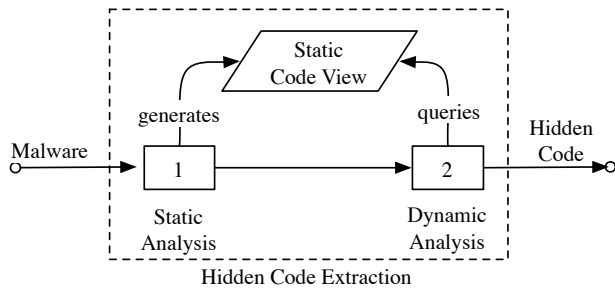 Static
Code View
generates
queries
Malware
Hidden
Code
1
2
Static
Analysis
Dynamic
Analysis
Hidden Code Extraction